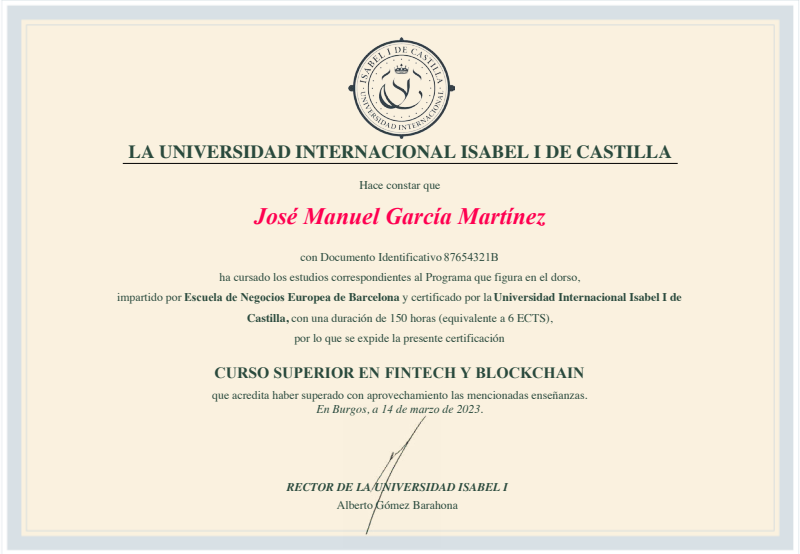 ISABEL I DE CASTILLA
UNIVERSIDAD INTERNACIONAL
LA UNIVERSIDAD INTERNACIONAL ISABEL I DE CASTILLA
Hace constar que
José Manuel García Martínez
con Documento Identificativo 87654321B
ha cursado los estudios correspondientes al Programa que figura en el dorso,
impartido por Escuela de Negocios Europea de Barcelona y certificado por la Universidad Internacional Isabel I de
Castilla, con una duración de 150 horas (equivalente a 6 ECTS),
por lo que se expide la presente certificación
CURSO SUPERIOR EN FINTECH Y BLOCKCHAIN
que acredita haber superado con aprovechamiento las mencionadas enseñanzas.
En Burgos, a 14 de marzo de 2023.
RECTOR DE LA UNIVERSIDAD ISABEL I
Alberto Gómez Barahona